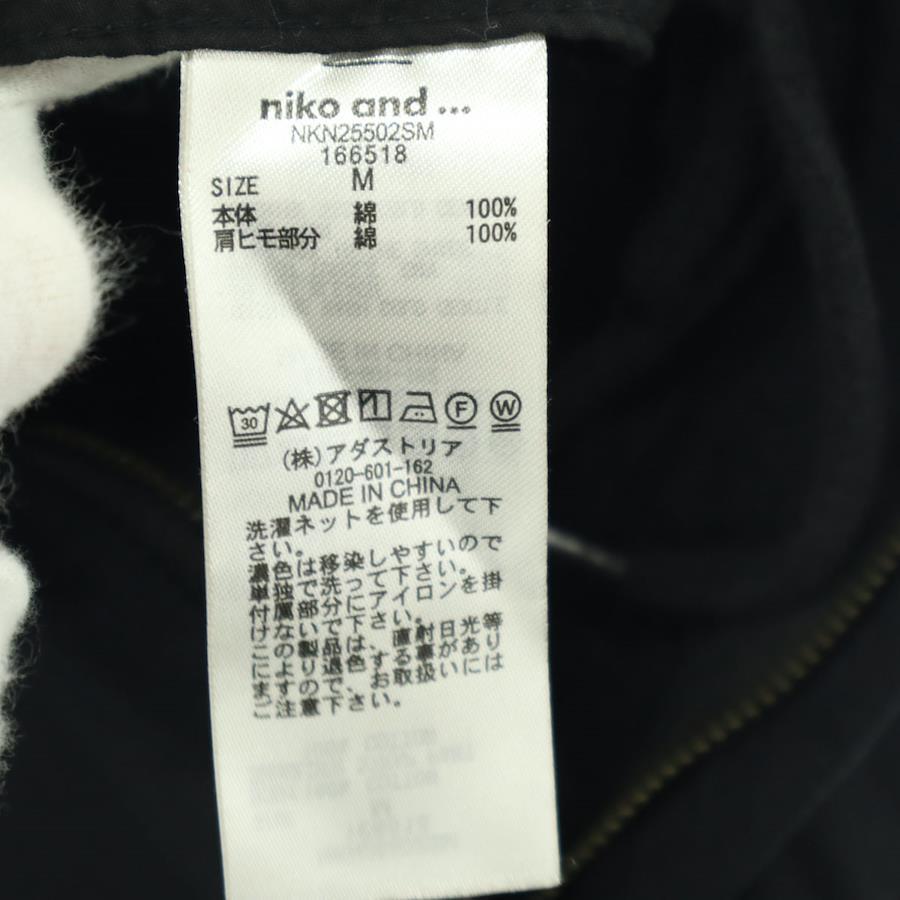 niko and ...
NKN25502SM
166518
SIZE M
本体 綿 100%
肩ヒモ部分 綿 100%
30 F W
(株)アダストリア
0120-601-162
MADE IN CHINA
洗濯ネットを使用して下
さい。
濃色は移染しやすいので
単独で洗って下さい。
付属部分にアイロンを掛
けないで下さい。
この製品は、直射日光等
により退色する事があり
ますので、お取扱いには
ご注意下さい。